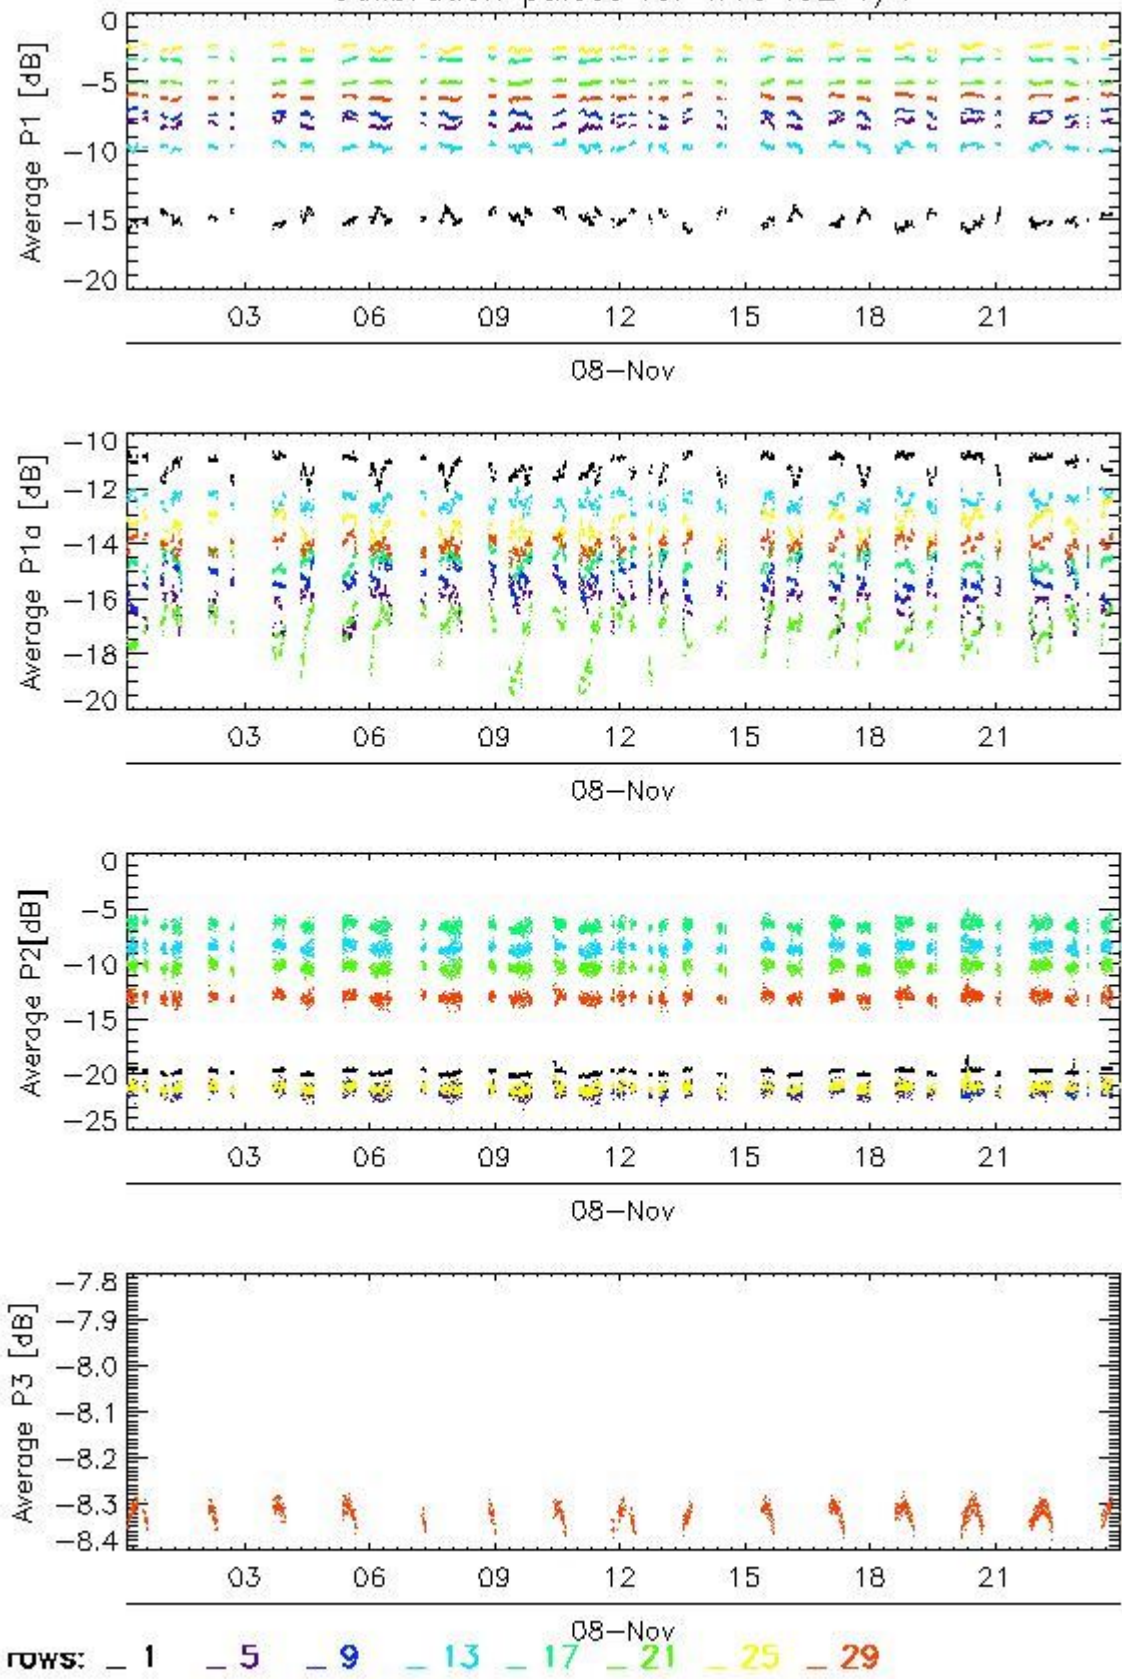 0
−5
−10
−15
−20
Average P1 [dB]
03 06 09 12 15 18 21
08−Nov
−10
−12
−14
−16
−18
−20
Average P1a [dB]
03 06 09 12 15 18 21
08−Nov
0
−5
−10
−15
−20
−25
Average P2[dB]
03 06 09 12 15 18 21
08−Nov
−7.8
−7.9
−8.0
−8.1
−8.2
−8.3
−8.4
Average P3 [dB]
03 06 09 12 15 18 21
08−Nov
rows: _ 1 _ 5 _ 9 _ 13 _ 17 _ 21 _ 25 _ 29